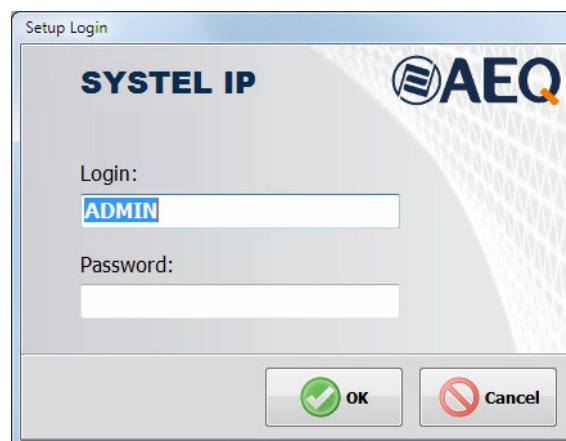 Setup Login
SYSTEL IP
AEQ
Login:
ADMIN
Password:
OK
Cancel